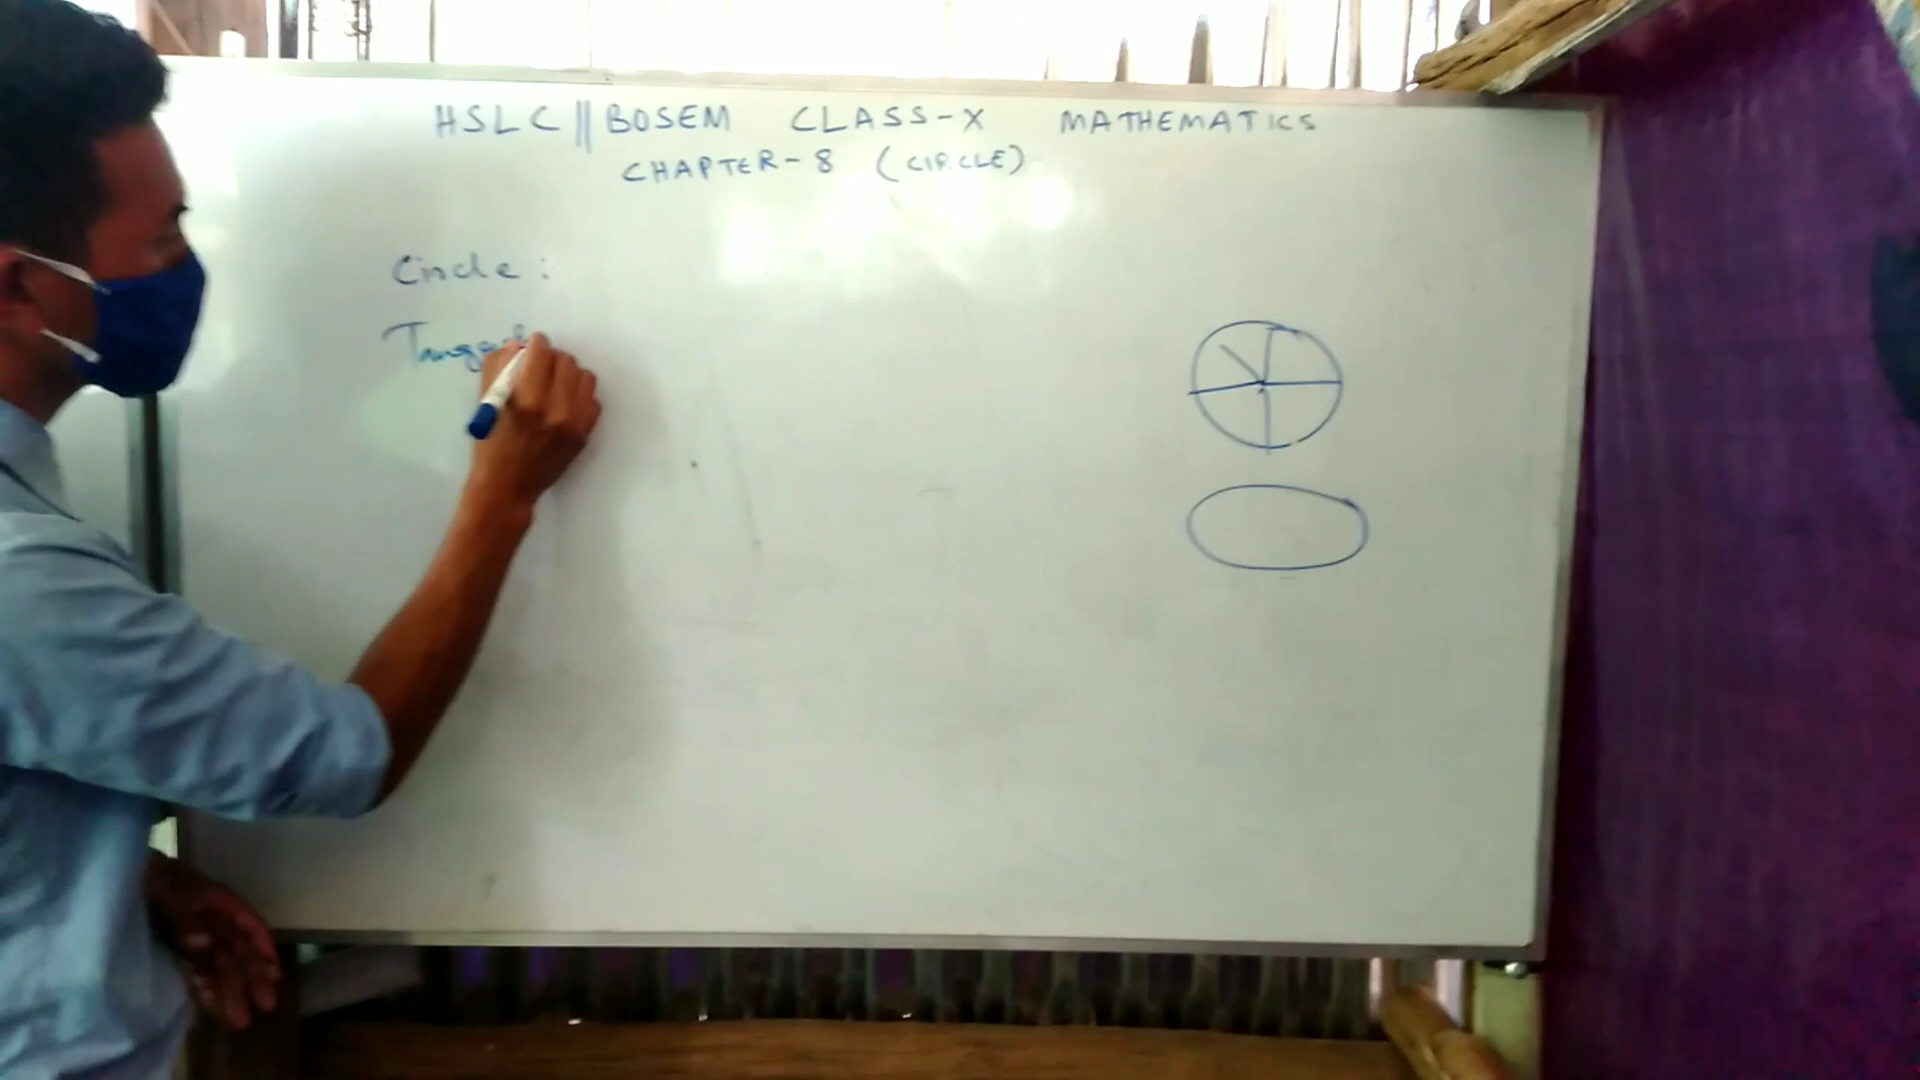 HSLC || BOSEM CLASS-X MATHEMATICS
CHAPTER-8 (CIRCLE)
Circle :